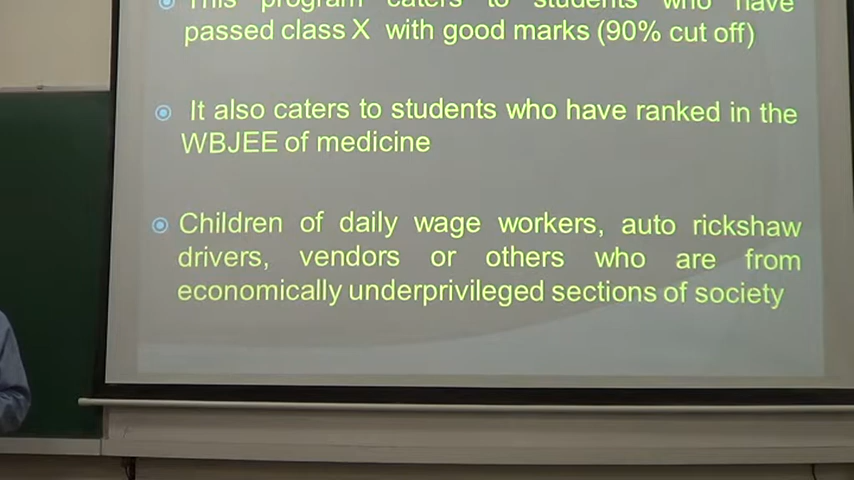 This program caters to students who have
passed class X with good marks (90% cut off)
It also caters to students who have ranked in the
WBJEE of medicine
Children of daily wage workers, auto rickshaw
drivers, vendors or others who are from
economically underprivileged sections of society